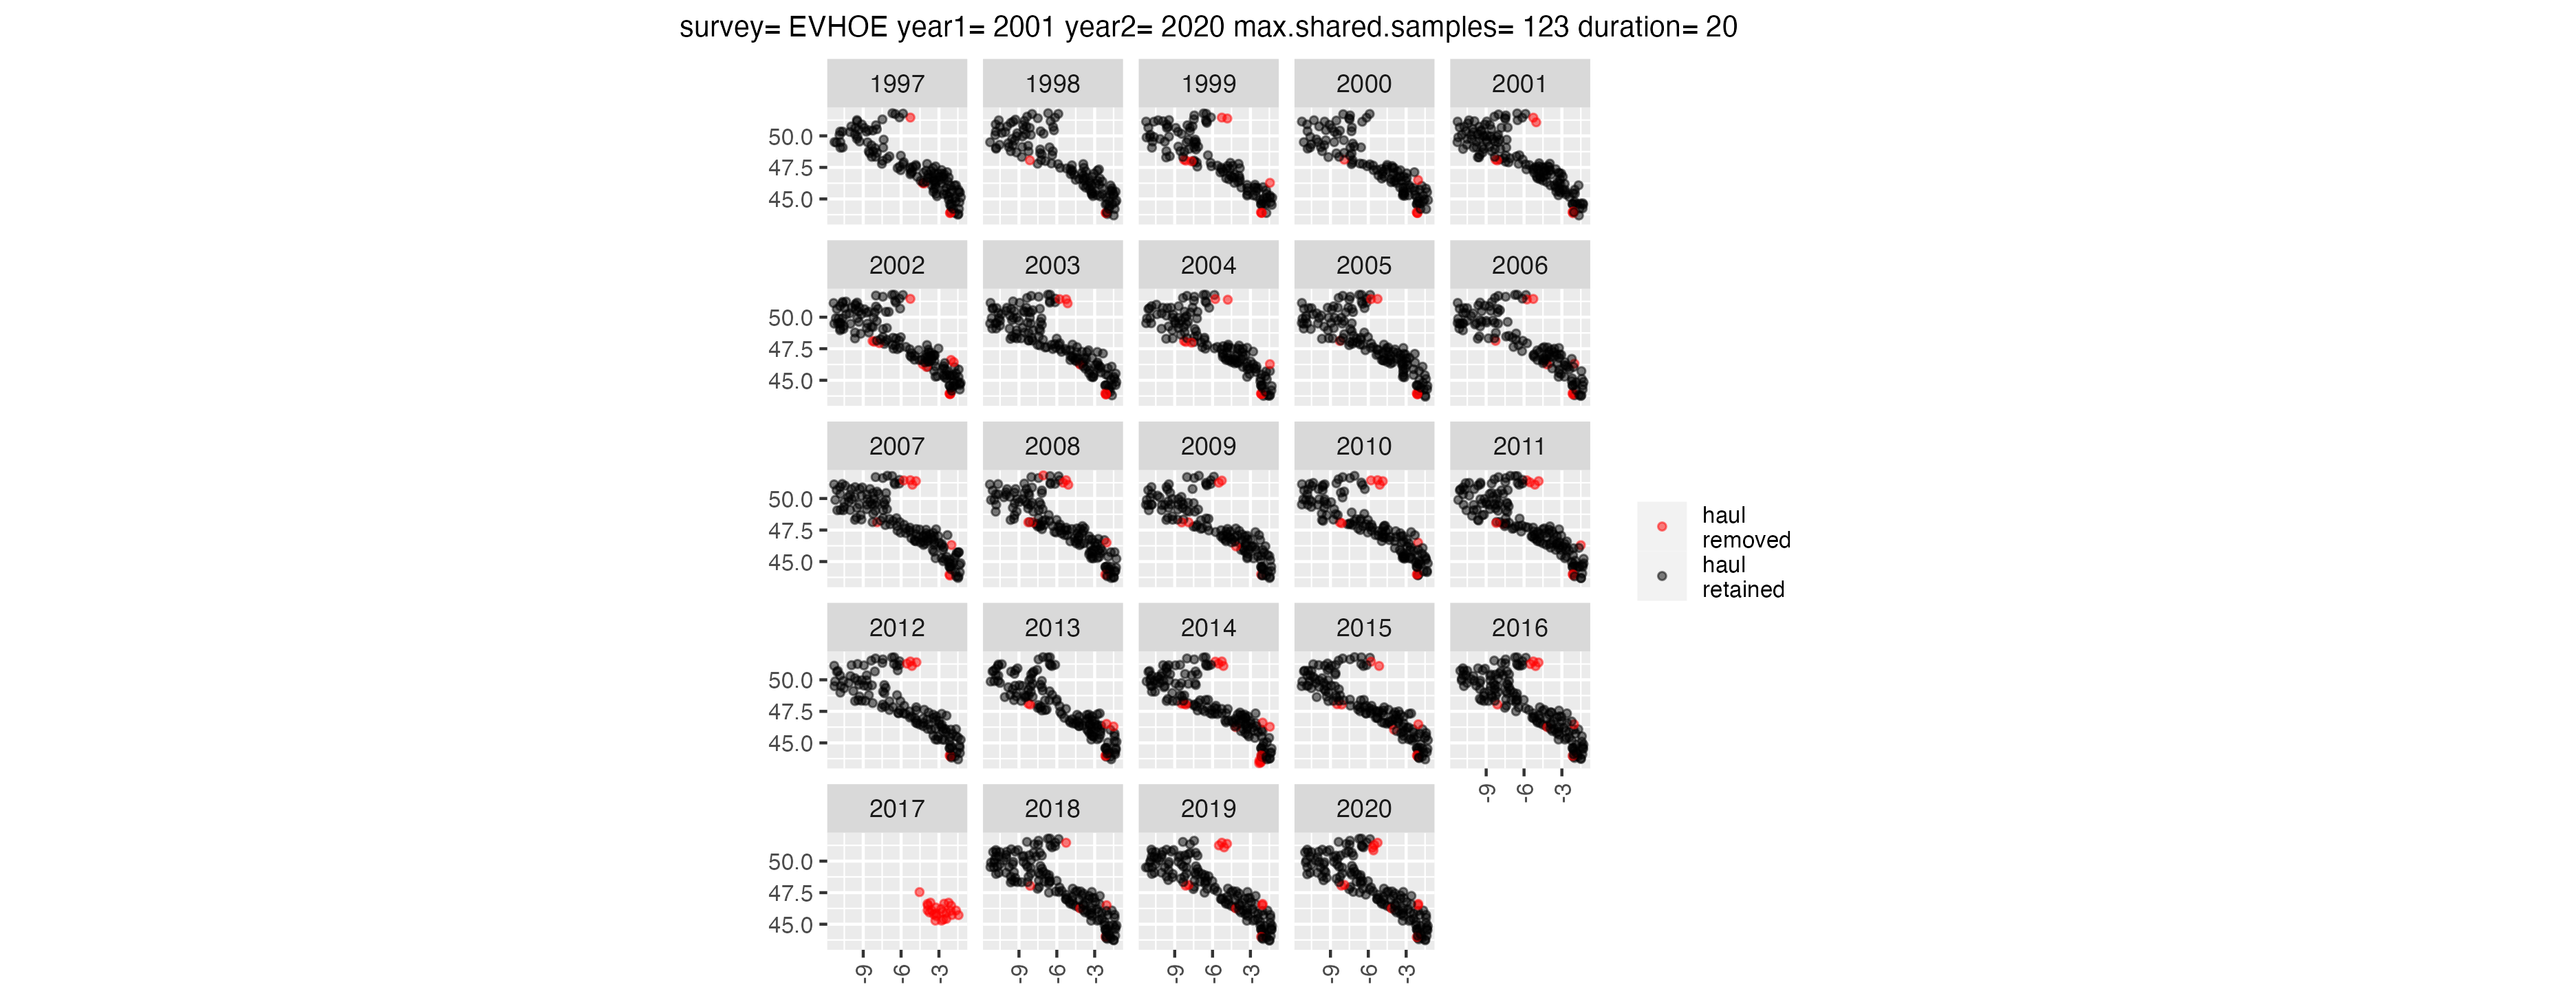 survey= EVHOE year1= 2001 year2= 2020 max.shared.samples= 123 duration= 20
1997 1998 1999 2000 2001
50.0
47.5
45.0
2002 2003 2004 2005 2006
50.0
47.5
45.0
2007 2008 2009 2010 2011
50.0
47.5
45.0
haul
removed
haul
retained
2012 2013 2014 2015 2016
50.0
47.5
45.0
-9 -6 -3
2017 2018 2019 2020
50.0
47.5
45.0
-9 -6 -3 -9 -6 -3 -9 -6 -3 -9 -6 -3